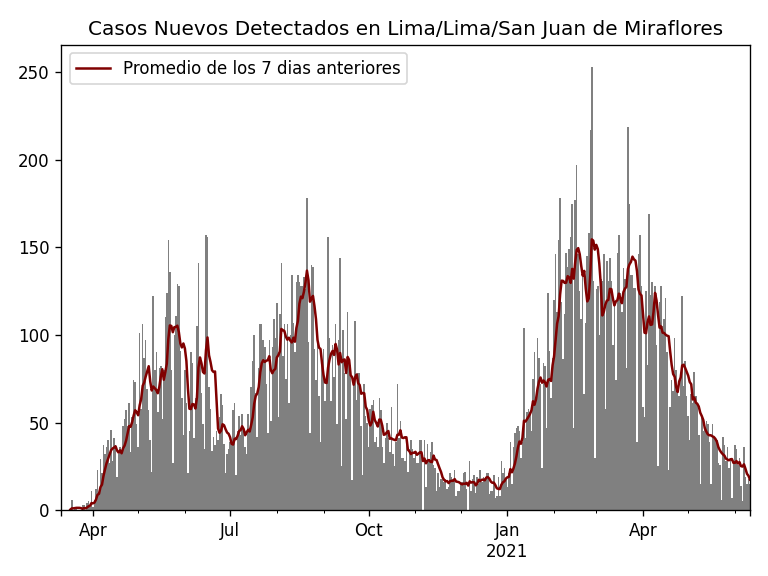 Casos Nuevos Detectados en Lima/Lima/San Juan de Miraflores
Promedio de los 7 dias anteriores
250
200
150
100
50
0
Apr Jul Oct Jan Apr
2021